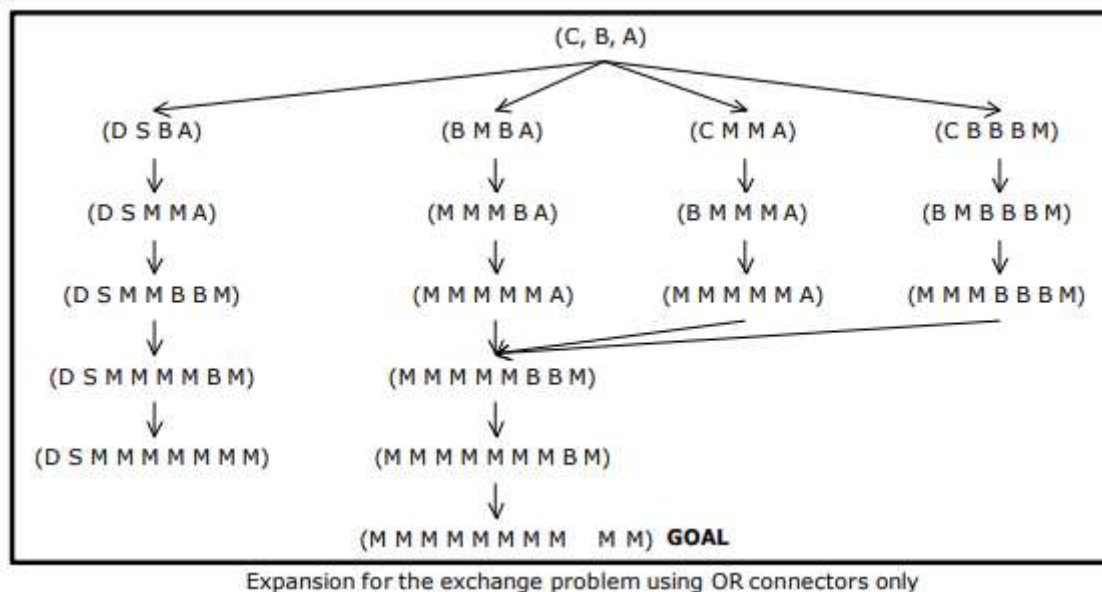 (C, B, A)
(D S B A) (B M B A) (C M M A) (C B B B M)
(D S M M A) (M M M B A) (B M M M A) (B M B B B M)
(D S M M B B M) (M M M M M A) (M M M M M A) (M M M B B B M)
(D S M M M M B M) (M M M M M B B M)
(D S M M M M M M M) (M M M M M M M B M)
(M M M M M M M M M M) GOAL
Expansion for the exchange problem using OR connectors only